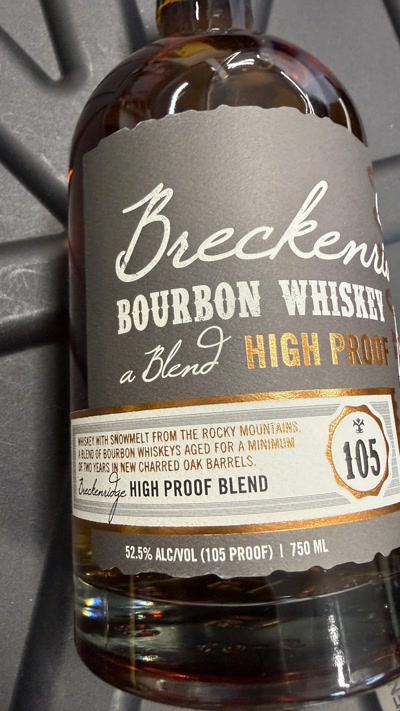 Breckenri
BOURBON WHISKEY
a Blend HIGH PROOF
WHISKEY WITH SNOWMELT FROM THE ROCKY MOUNTAINS.
A BLEND OF BOURBON WHISKEYS AGED FOR A MINIMUM
OF TWO YEARS IN NEW CHARRED OAK BARRELS.
Breckenridge HIGH PROOF BLEND
105
52.5% ALC/VOL (105 PROOF) | 750 ML